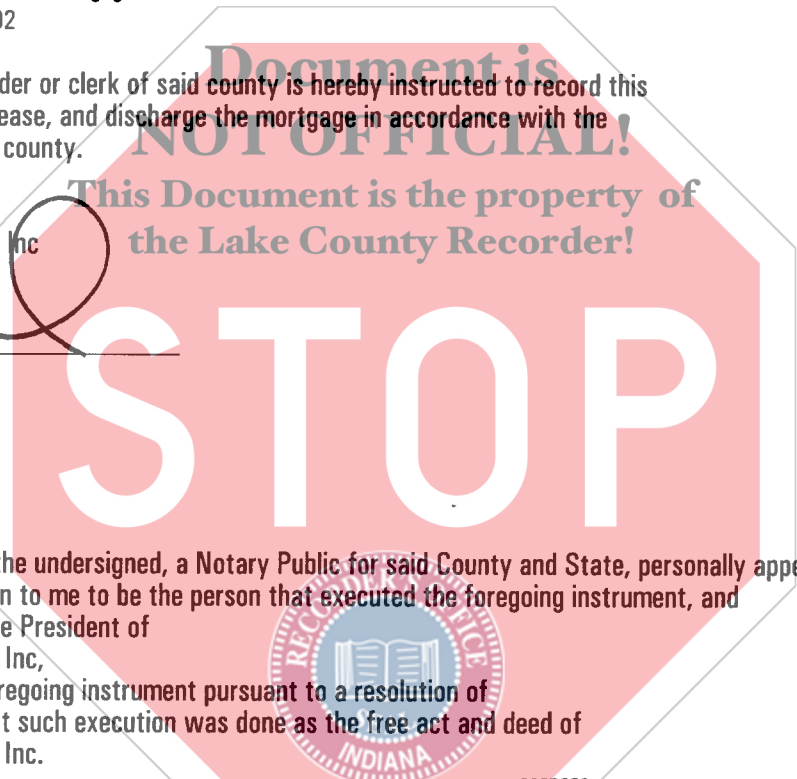 02
Document is
der or clerk of said county is hereby instructed to record this
ease, and discharge the mortgage in accordance with the
NOT OFFICIAL!
county.
This Document is the property of
Inc
the Lake County Recorder!
STOP
the undersigned, a Notary Public for said County and State, personally appe
n to me to be the person that executed the foregoing instrument, and
e President of
Inc,
regoing instrument pursuant to a resolution of
t such execution was done as the free act and deed of
Inc.
RECORDER'S OFFICE
INDIANA